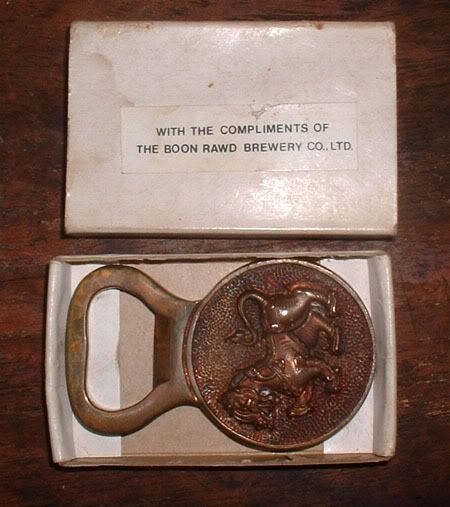 WITH THE COMPLIMENTS OF
THE BOON RAWD BREWERY CO.,LTD.